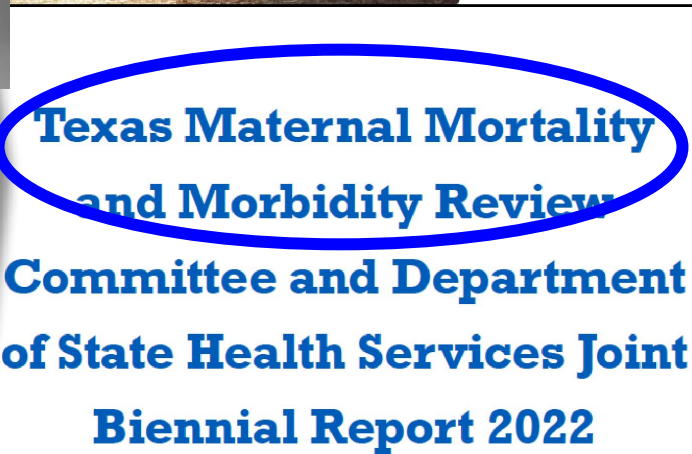 Texas Maternal Mortality
and Morbidity Review
Committee and Department
of State Health Services Joint
Biennial Report 2022